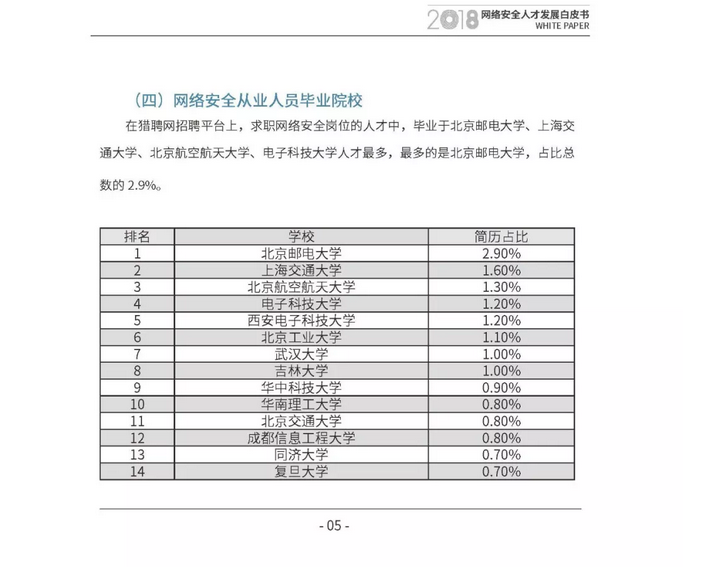 2018 网络安全人才发展白皮书
WHITE PAPER
（四）网络安全从业人员毕业院校
在猎聘网招聘平台上，求职网络安全岗位的人才中，毕业于北京邮电大学、上海交
通大学、北京航空航天大学、电子科技大学人才最多，最多的是北京邮电大学，占比总
数的 2.9%。
排名 学校 简历占比
1 北京邮电大学 2.90%
2 上海交通大学 1.60%
3 北京航空航天大学 1.30%
4 电子科技大学 1.20%
5 西安电子科技大学 1.20%
6 北京工业大学 1.10%
7 武汉大学 1.00%
8 吉林大学 1.00%
9 华中科技大学 0.90%
10 华南理工大学 0.80%
11 北京交通大学 0.80%
12 成都信息工程大学 0.80%
13 同济大学 0.70%
14 复旦大学 0.70%
- 05 -